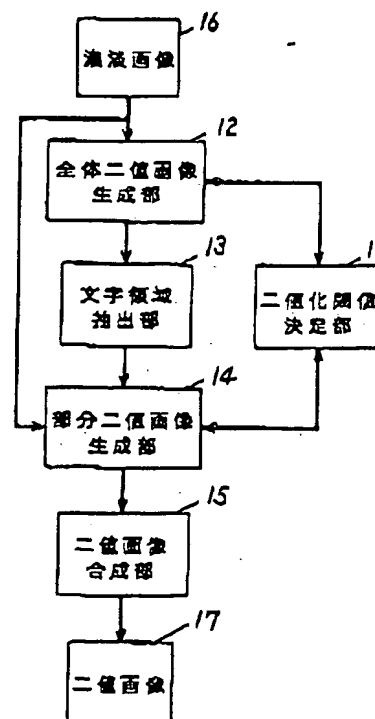 16
濃淡画像
12
全体二値画像
生成部
13
文字領域
抽出部
1
二値化閾値
決定部
14
部分二値画像
生成部
15
二値画像
合成部
17
二値画像